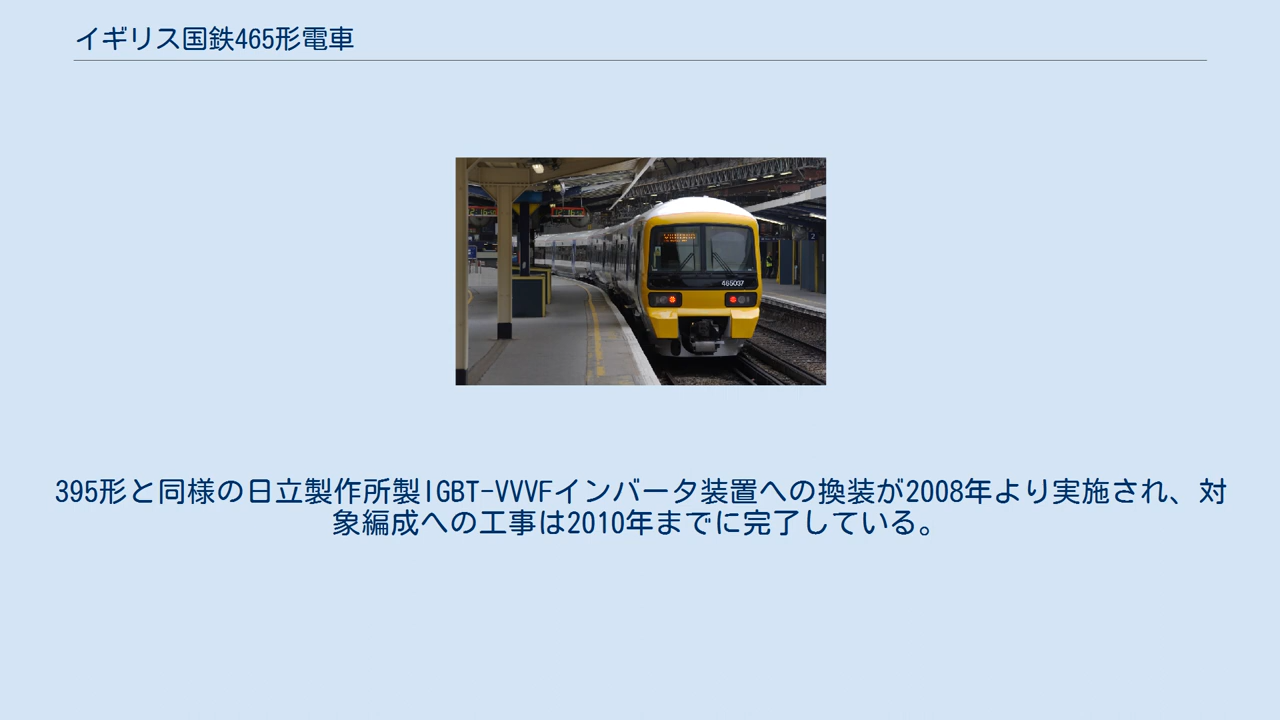 イギリス国鉄465形電車
465037
2
395形と同様の日立製作所製IGBT-VVVFインバータ装置への換装が2008年より実施され、対
象編成への工事は2010年までに完了している。